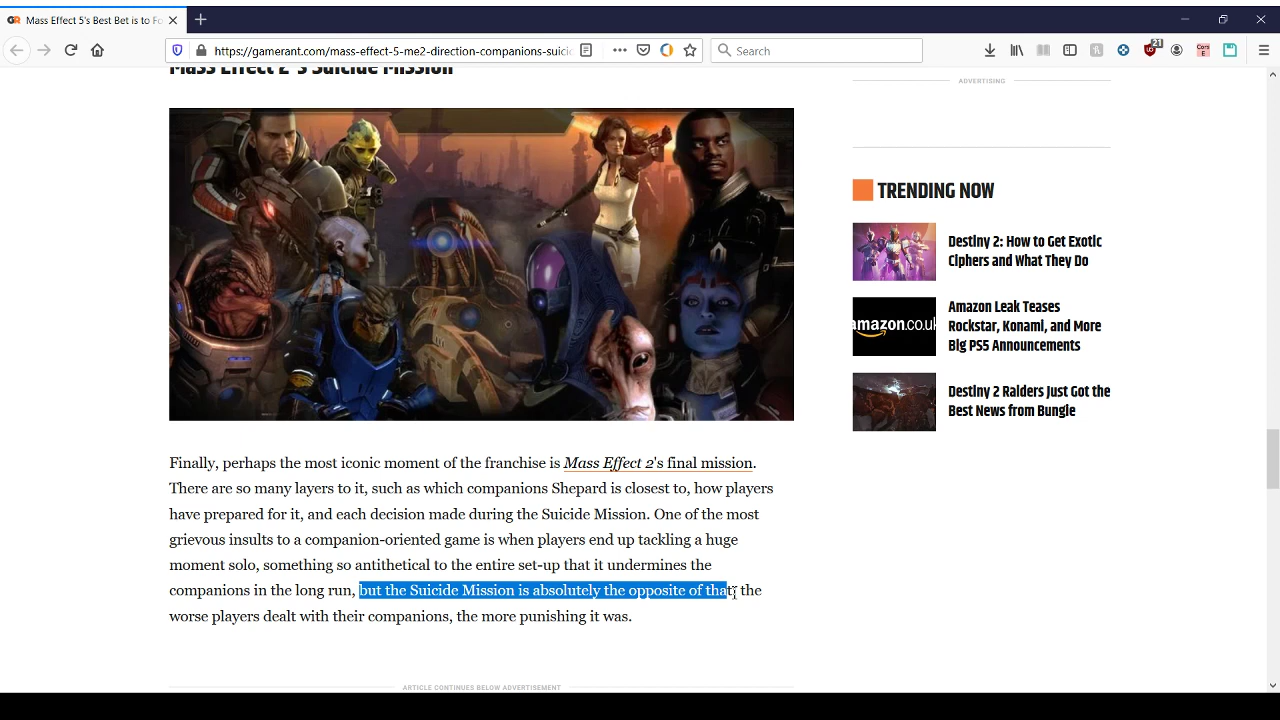 Mass Effect 5's Best Bet is to Fo
https://gamerant.com/mass-effect-5-me2-direction-companions-suici
Search
21
Mass Effect 2's Suicide Mission
ADVERTISING
TRENDING NOW
Destiny 2: How to Get Exotic
Ciphers and What They Do
amazon.co.uk
Amazon Leak Teases
Rockstar, Konami, and More
Big PS5 Announcements
Destiny 2 Raiders Just Got the
Best News from Bungie
Finally, perhaps the most iconic moment of the franchise is Mass Effect 2's final mission.
There are so many layers to it, such as which companions Shepard is closest to, how players
have prepared for it, and each decision made during the Suicide Mission. One of the most
grievous insults to a companion-oriented game is when players end up tackling a huge
moment solo, something so antithetical to the entire set-up that it undermines the
companions in the long run, but the Suicide Mission is absolutely the opposite of that; the
worse players dealt with their companions, the more punishing it was.
ARTICLE CONTINUES BELOW ADVERTISEMENT